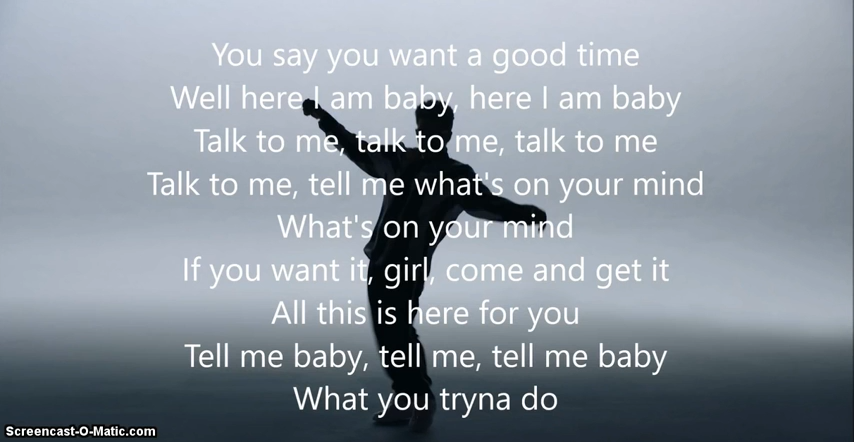 You say you want a good time
Well here I am baby, here I am baby
Talk to me, talk to me, talk to me
Talk to me, tell me what's on your mind
What's on your mind
If you want it, girl, come and get it
All this is here for you
Tell me baby, tell me, tell me baby
What you tryna do
Screencast-O-Matic.com